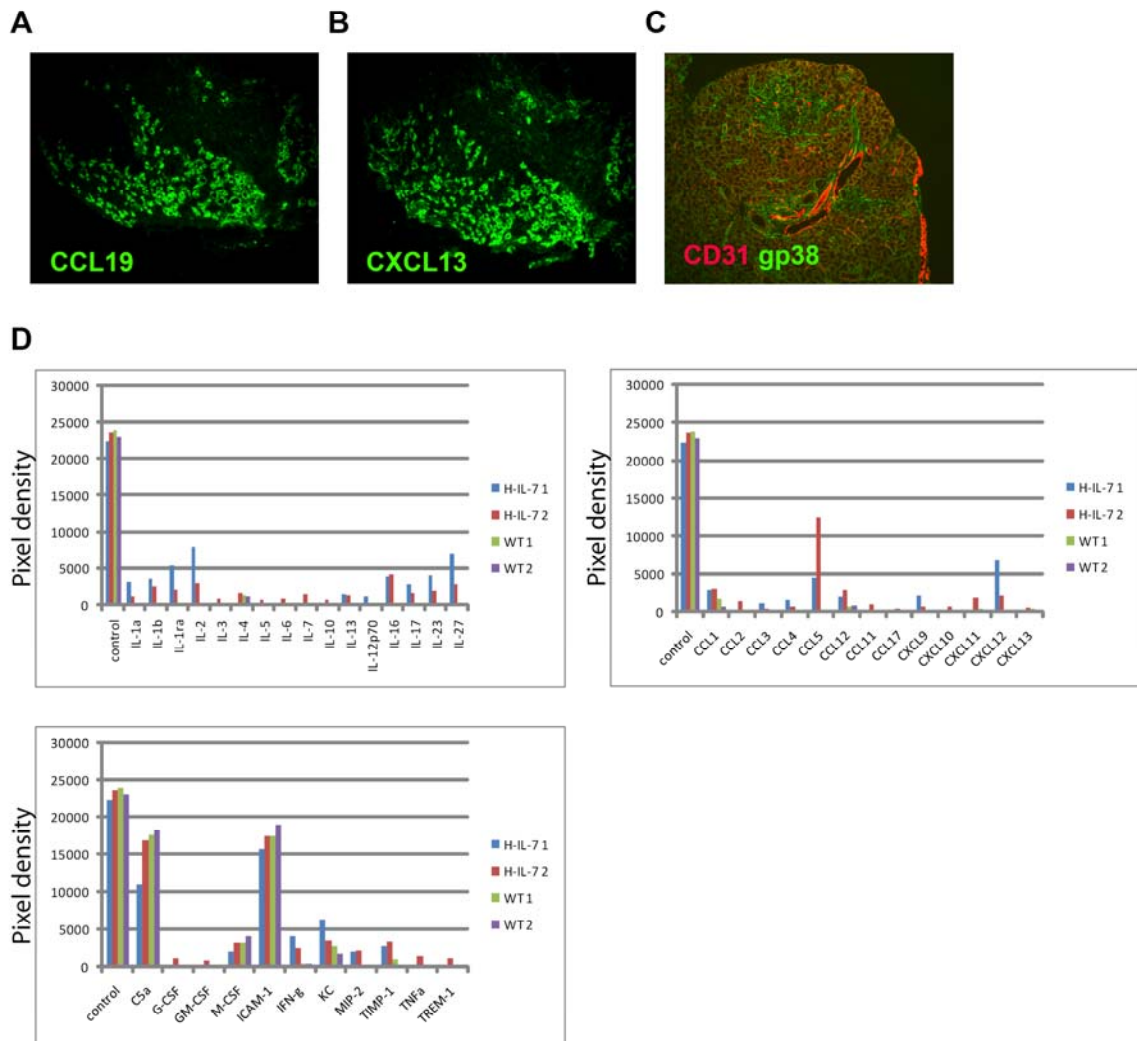 A
B
C
CCL19
CXCL13
CD31 gp38
D
Pixel density
30000
25000
20000
15000
10000
5000
0
control
IL-1a
IL-1b
IL-1ra
IL-2
IL-3
IL-4
IL-5
IL-6
IL-7
IL-10
IL-13
IL-12p70
IL-16
IL-17
IL-23
IL-27
H-IL-7 1
H-IL-7 2
WT 1
WT 2
Pixel density
30000
25000
20000
15000
10000
5000
0
control
CCL1
CCL2
CCL3
CCL4
CCL5
CCL12
CCL11
CCL17
CXCL9
CXCL10
CXCL11
CXCL12
CXCL13
H-IL-7 1
H-IL-7 2
WT 1
WT 2
Pixel density
30000
25000
20000
15000
10000
5000
0
control
C5a
G-CSF
GM-CSF
M-CSF
ICAM-1
IFN-g
KC
MIP-2
TIMP-1
TNFa
TREM-1
H-IL-7 1
H-IL-7 2
WT 1
WT 2